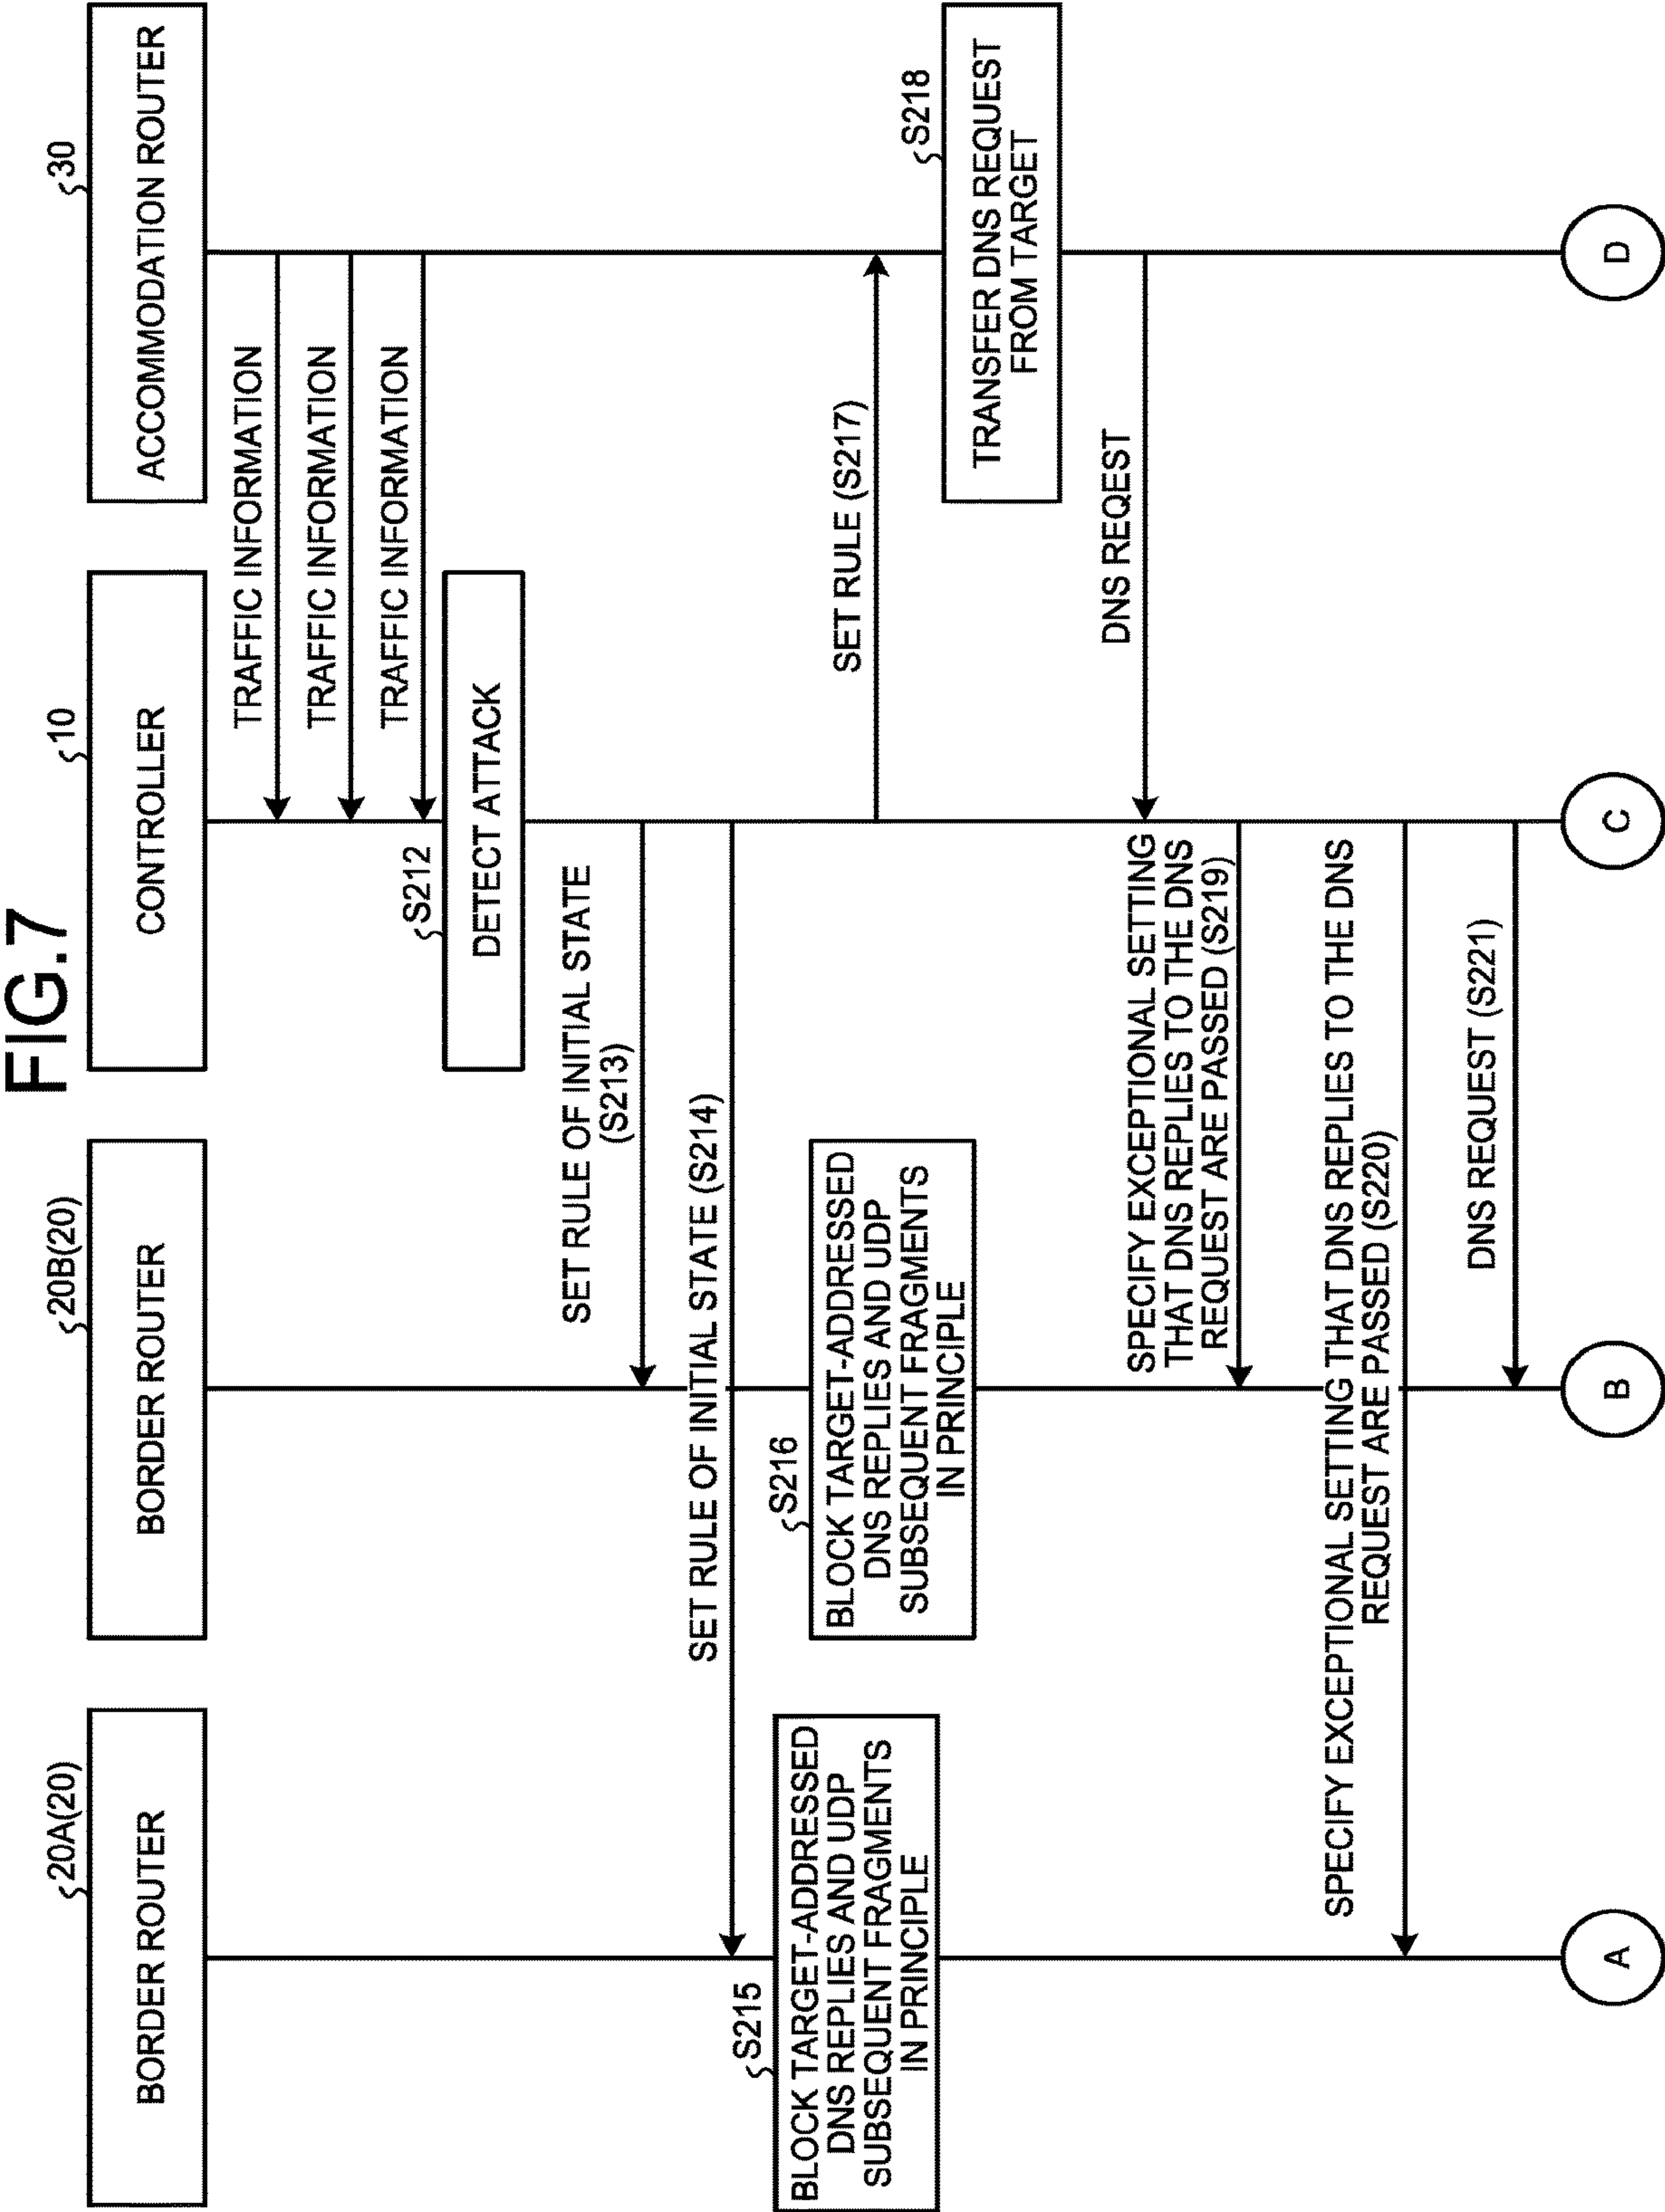 FIG.7
20A(20)
BORDER ROUTER
20B(20)
BORDER ROUTER
10
CONTROLLER
30
ACCOMMODATION ROUTER
TRAFFIC INFORMATION
TRAFFIC INFORMATION
TRAFFIC INFORMATION
S212
DETECT ATTACK
SET RULE OF INITIAL STATE
(S213)
SET RULE OF INITIAL STATE (S214)
S215
BLOCK TARGET-ADDRESSED
DNS REPLIES AND UDP
SUBSEQUENT FRAGMENTS
IN PRINCIPLE
S216
BLOCK TARGET-ADDRESSED
DNS REPLIES AND UDP
SUBSEQUENT FRAGMENTS
IN PRINCIPLE
SET RULE (S217)
S218
TRANSFER DNS REQUEST
FROM TARGET
DNS REQEST
SPECIFY EXCEPTIONAL SETTING
THAT DNS REPLIES TO THE DNS
REQUEST ARE PASSED (S219)
SPECIFY EXCEPTIONAL SETTING THAT DNS REPLIES TO THE DNS
REQUEST ARE PASSED (S220)
DNS REQUEST (S221)
A
B
C
D